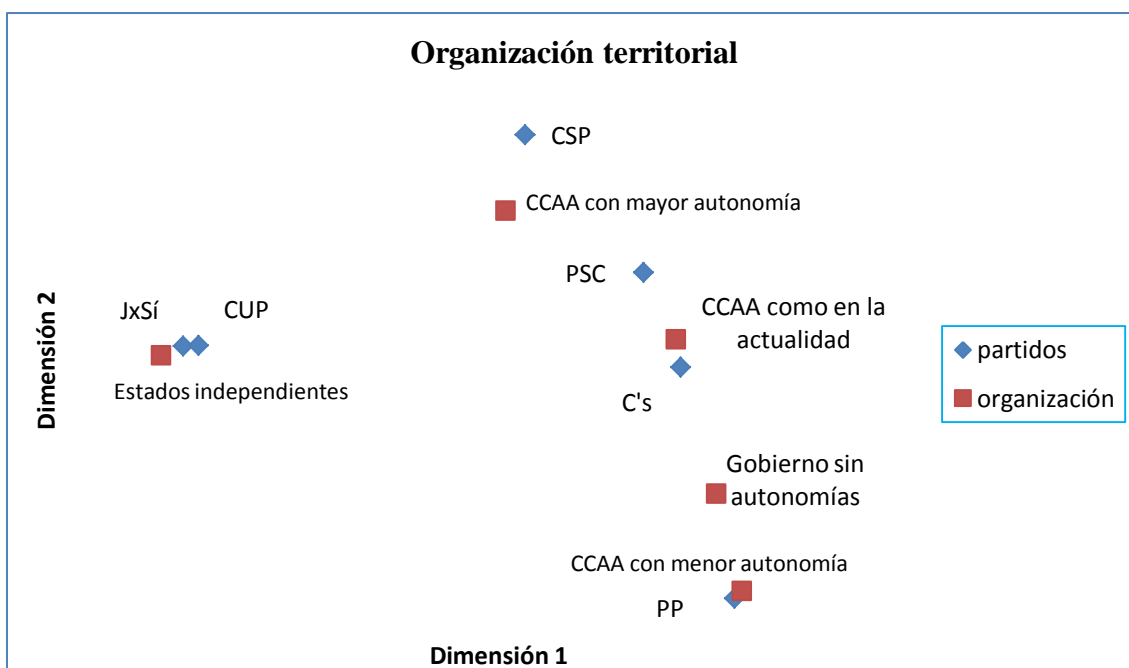 Organización territorial
CSP
CCAA con mayor autonomía
PSC
JxSí
CUP
CCAA como en la
actualidad
Estados independientes
C's
Gobierno sin
autonomías
CCAA con menor autonomía
PP
Dimensión 2
Dimensión 1
partidos
organización